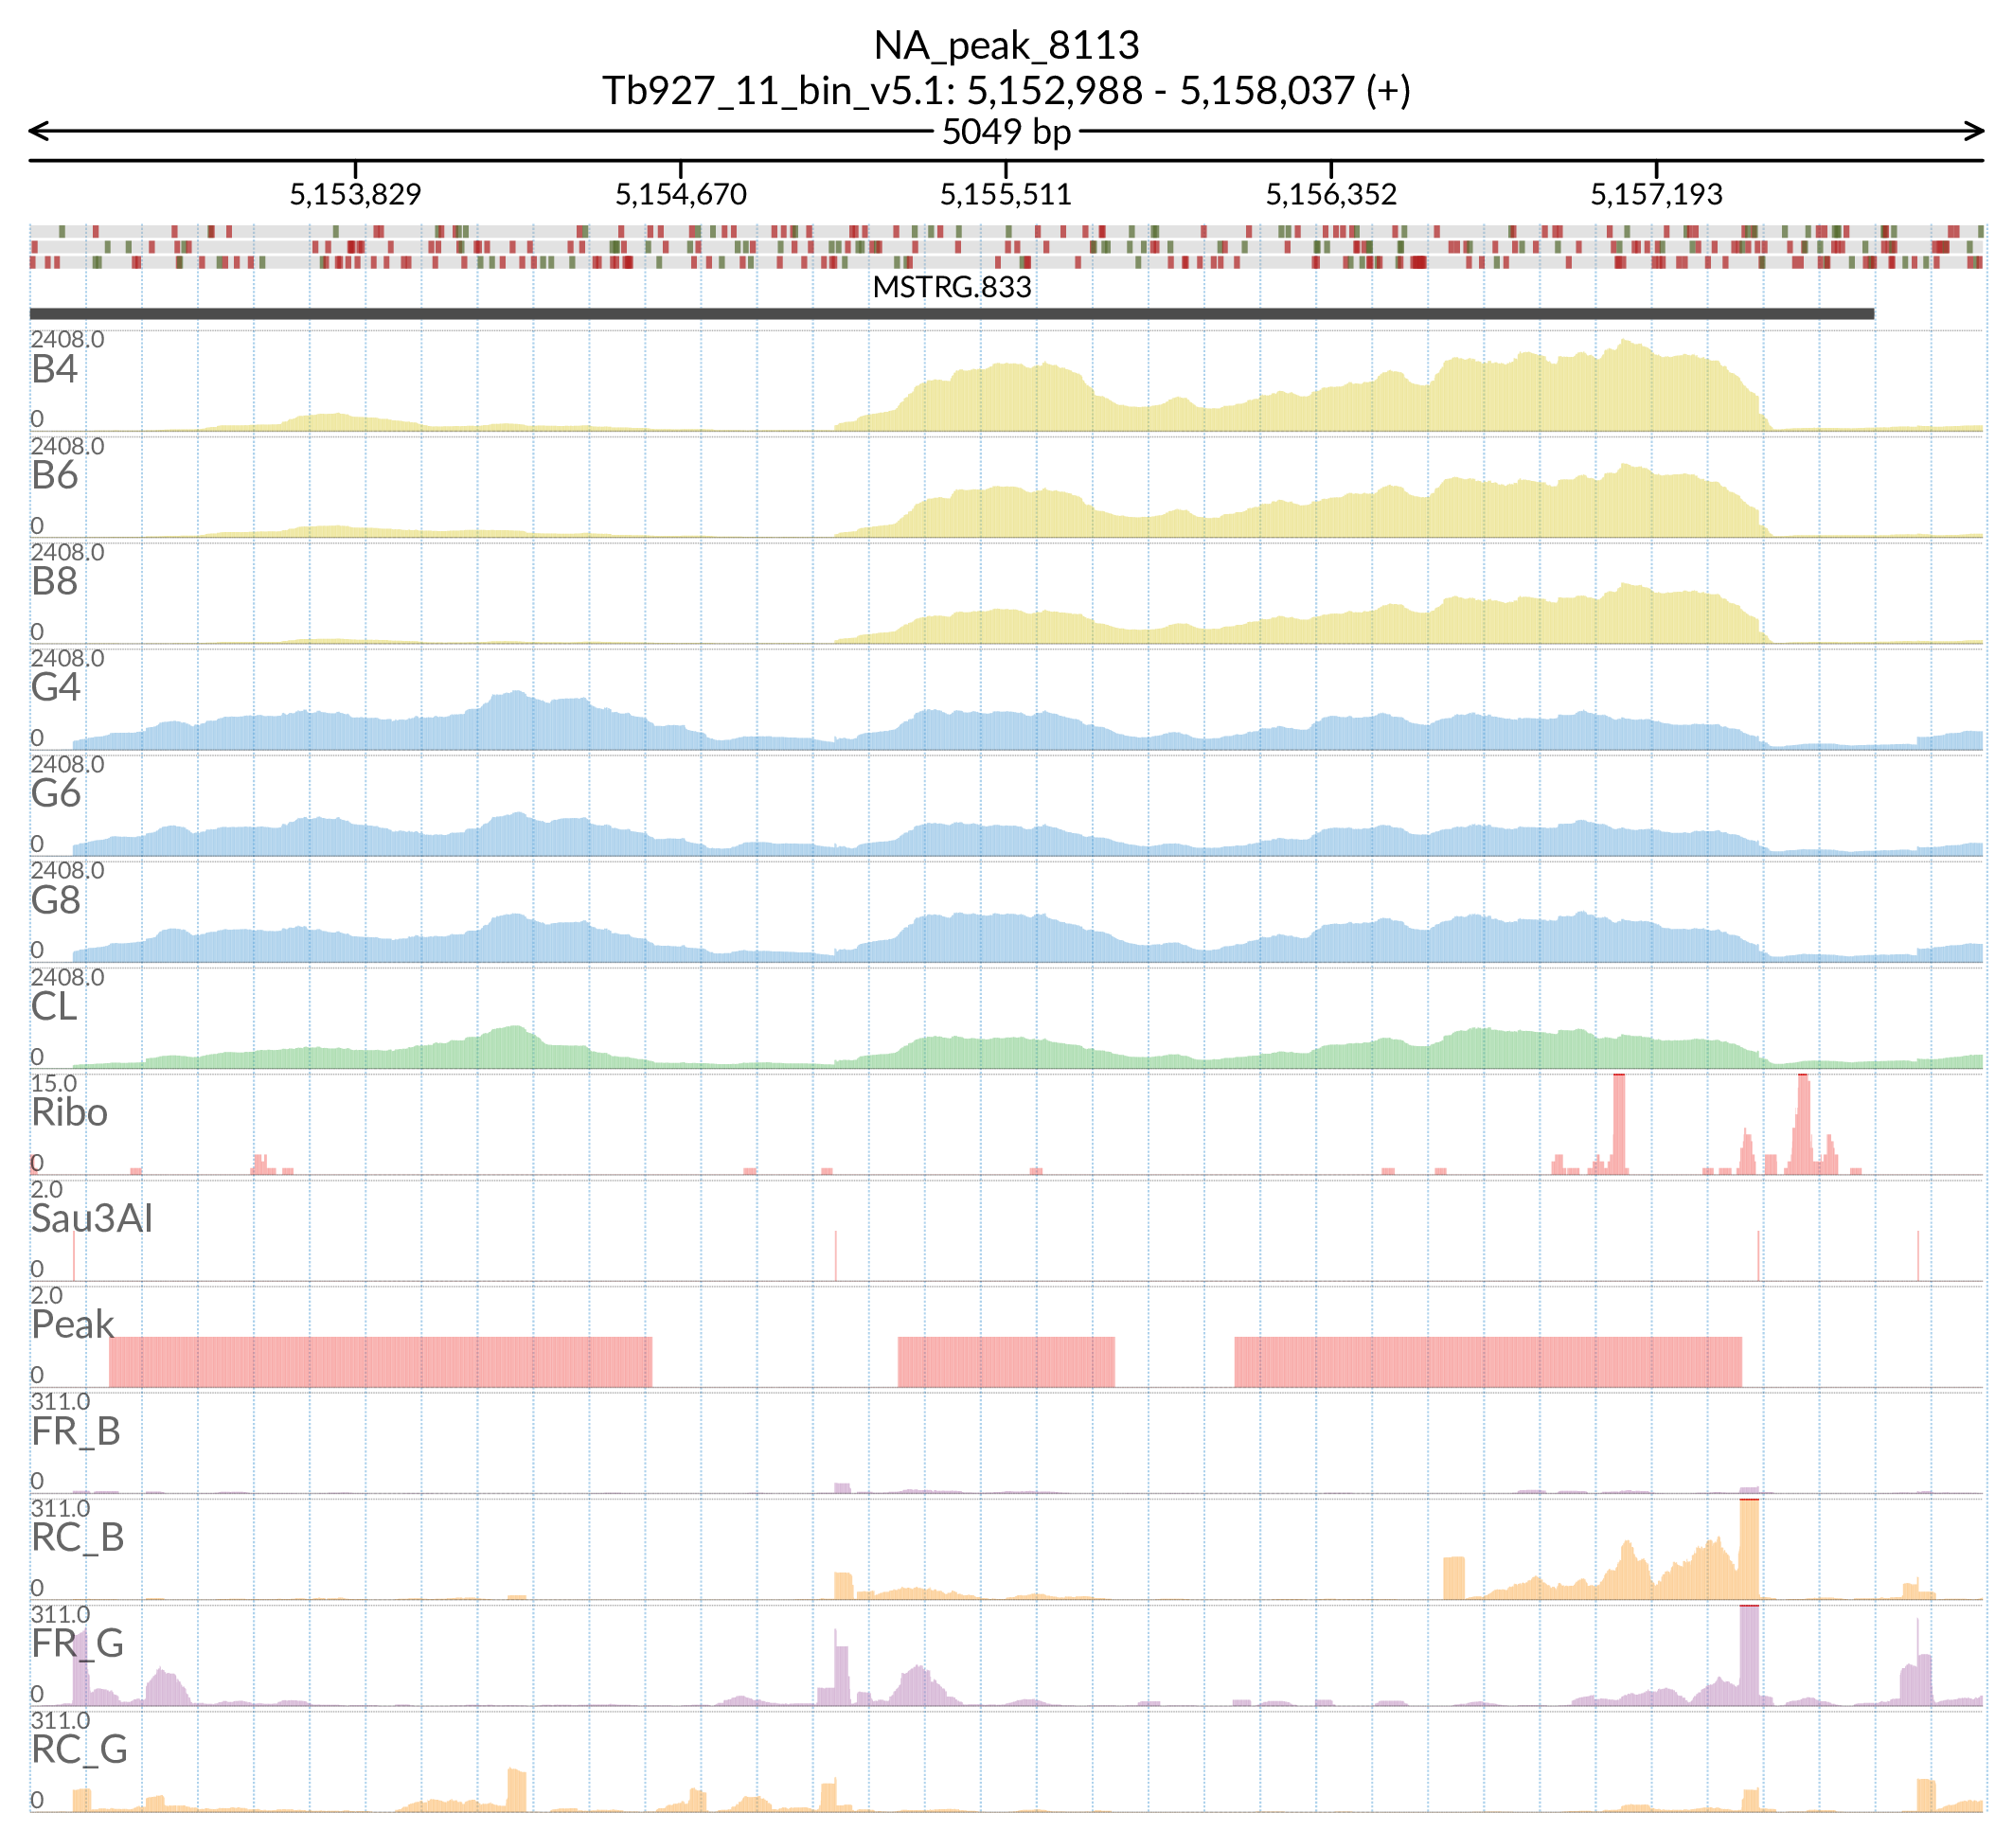 NA_peak_8113
Tb927_11_bin_v5.1: 5,152,988 - 5,158,037 (+)
5049 bp
5,153,829 5,154,670 5,155,511 5,156,352 5,157,193
MSTRG.833
2408.0
B4
0
2408.0
B6
0
2408.0
B8
0
2408.0
G4
0
2408.0
G6
0
2408.0
G8
0
2408.0
CL
0
15.0
Ribo
0
2.0
Sau3AI
0
2.0
Peak
0
311.0
FR_B
0
311.0
RC_B
0
311.0
FR_G
0
311.0
RC_G
0